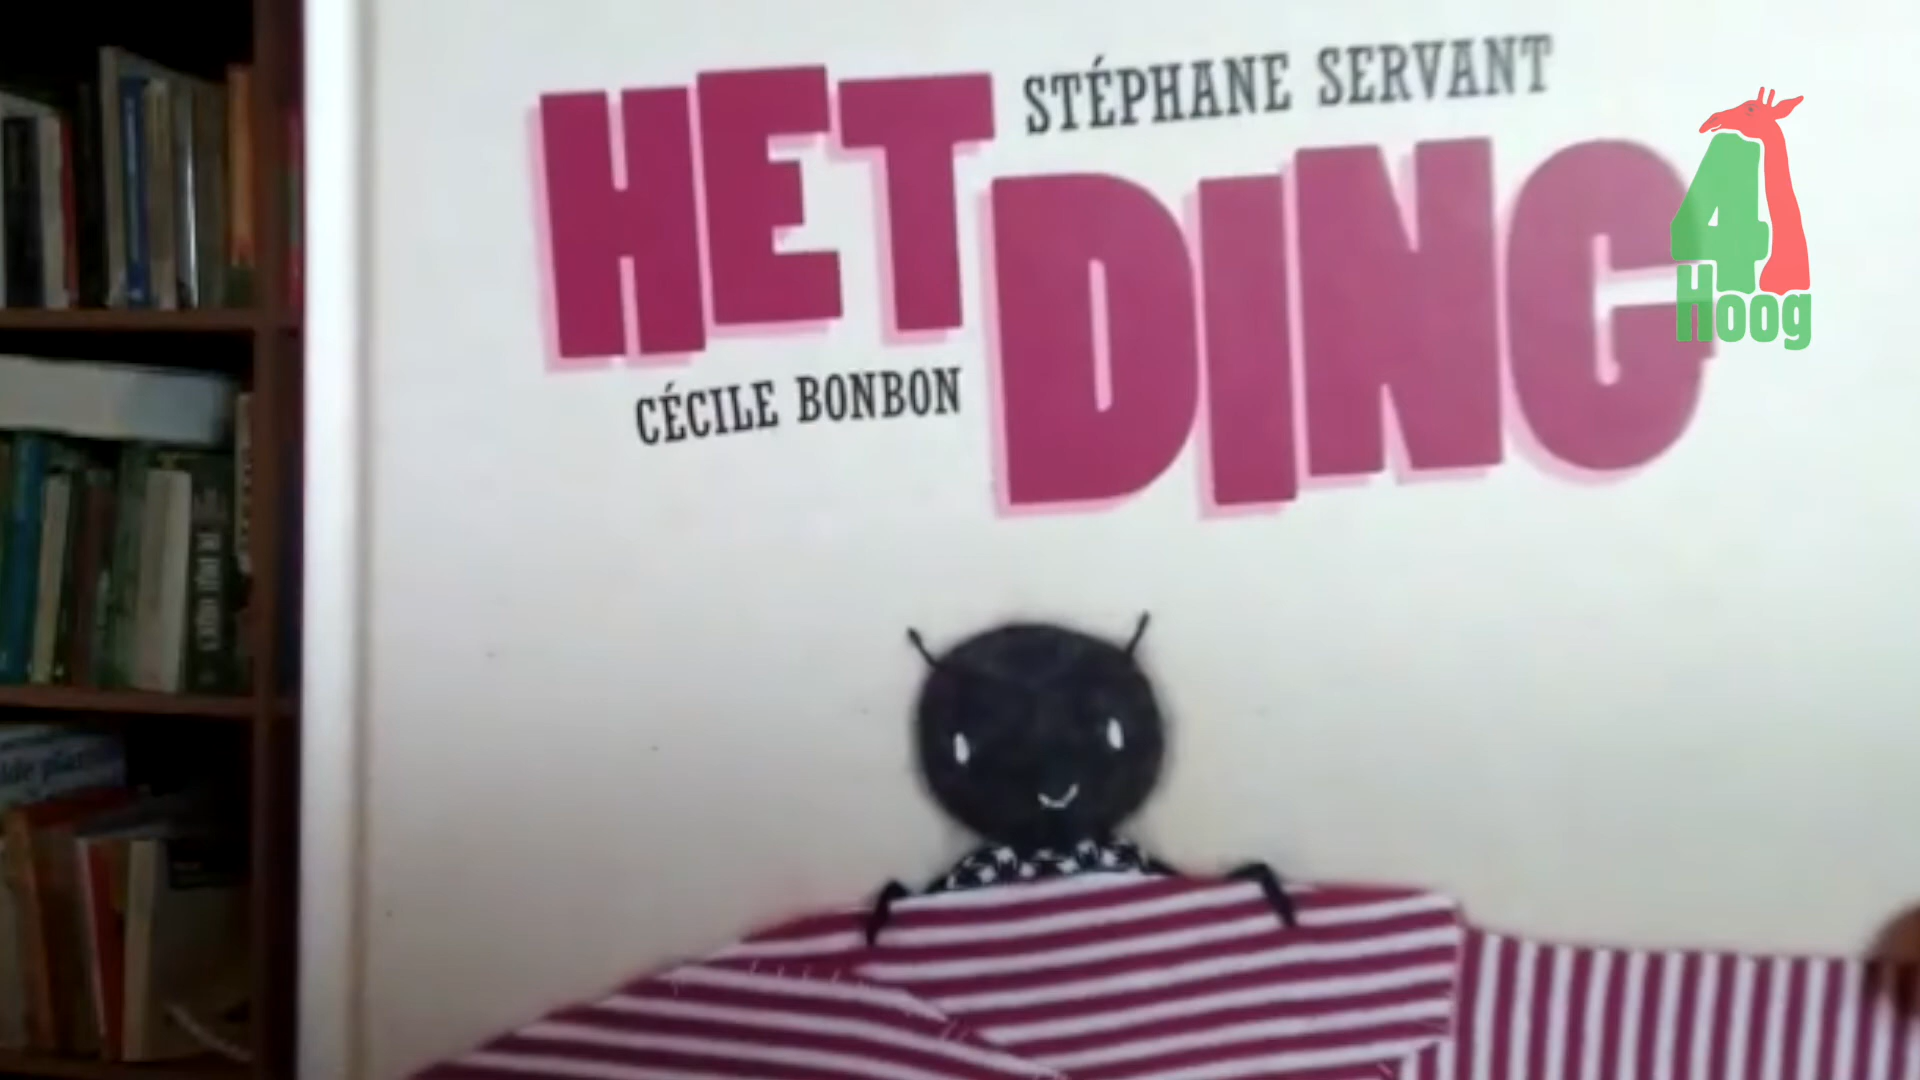 HET
STÉPHANE SERVANT
DING
CÉCILE BONBON
4
Hoog